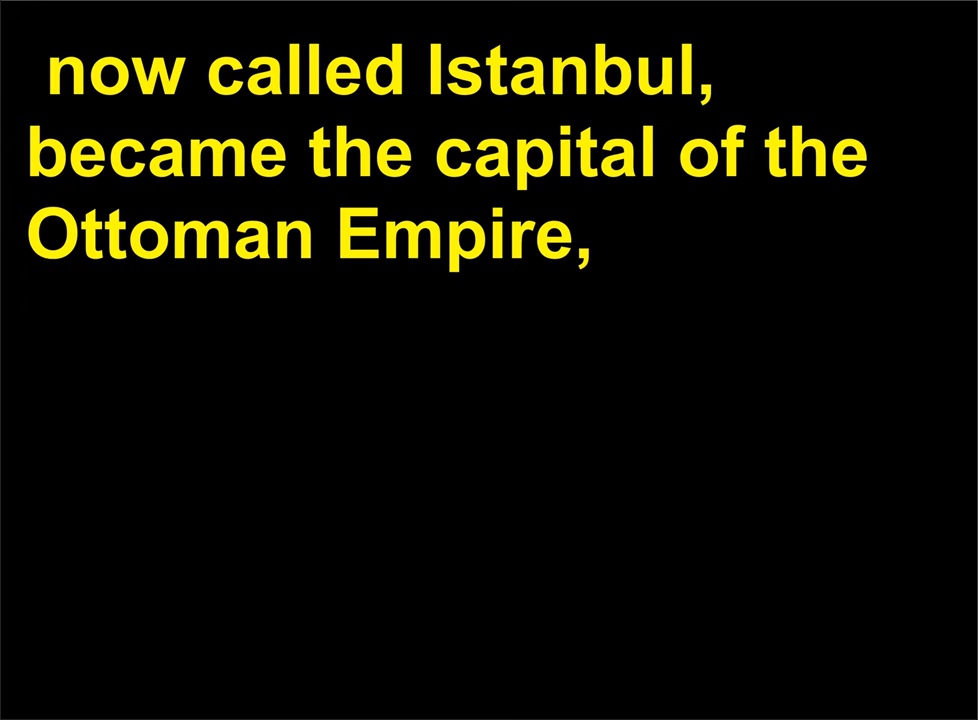 now called Istanbul,
became the capital of the
Ottoman Empire,